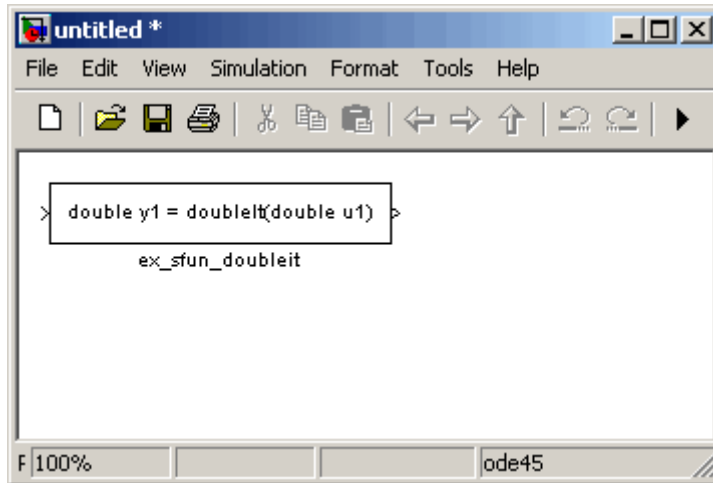 untitled *
File Edit View Simulation Format Tools Help
double y1 = doubleIt(double u1)
ex_sfun_doubleit
F 100% ode45